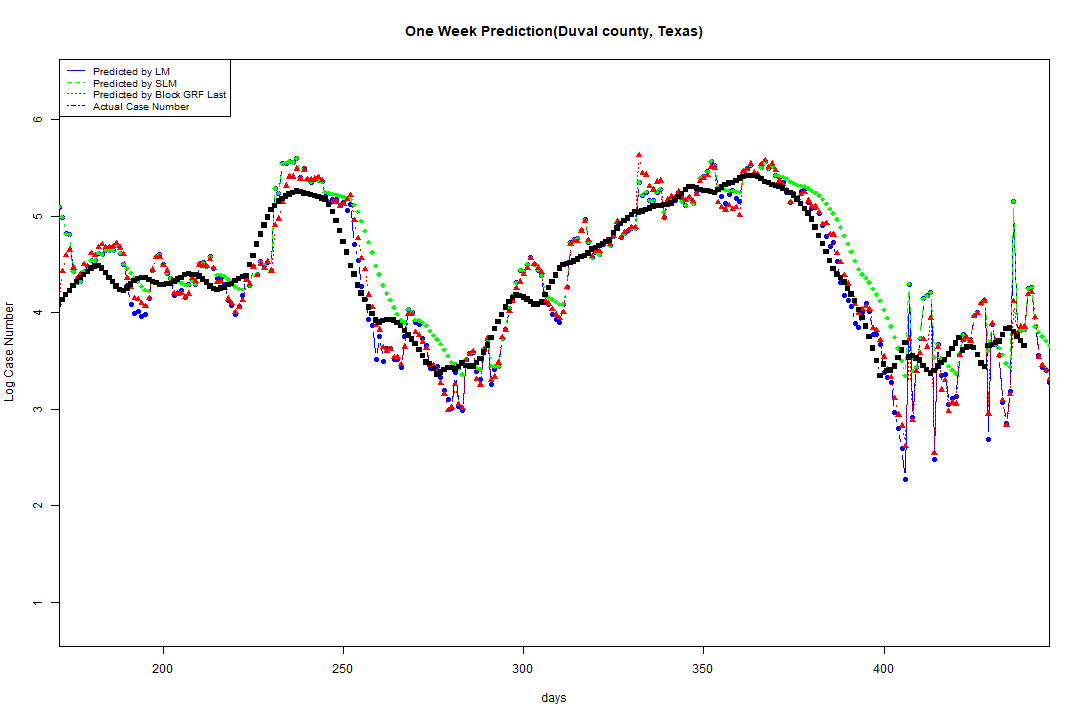 One Week Prediction(Duval county, Texas)
Predicted by LM
Predicted by SLM
Predicted by Block GRF Last
Actual Case Number
6
5
4
3
2
1
Log Case Number
200
250
300
350
400
days